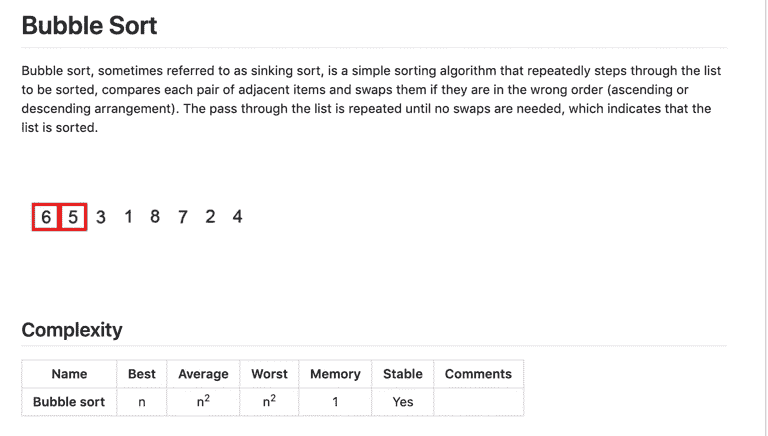 Bubble Sort
Bubble sort, sometimes referred to as sinking sort, is a simple sorting algorithm that repeatedly steps through the list
to be sorted, compares each pair of adjacent items and swaps them if they are in the wrong order (ascending or
descending arrangement). The pass through the list is repeated until no swaps are needed, which indicates that the
list is sorted.
6 5 3 1 8 7 2 4
Complexity
Name Best Average Worst Memory Stable Comments
Bubble sort n n² n² 1 Yes